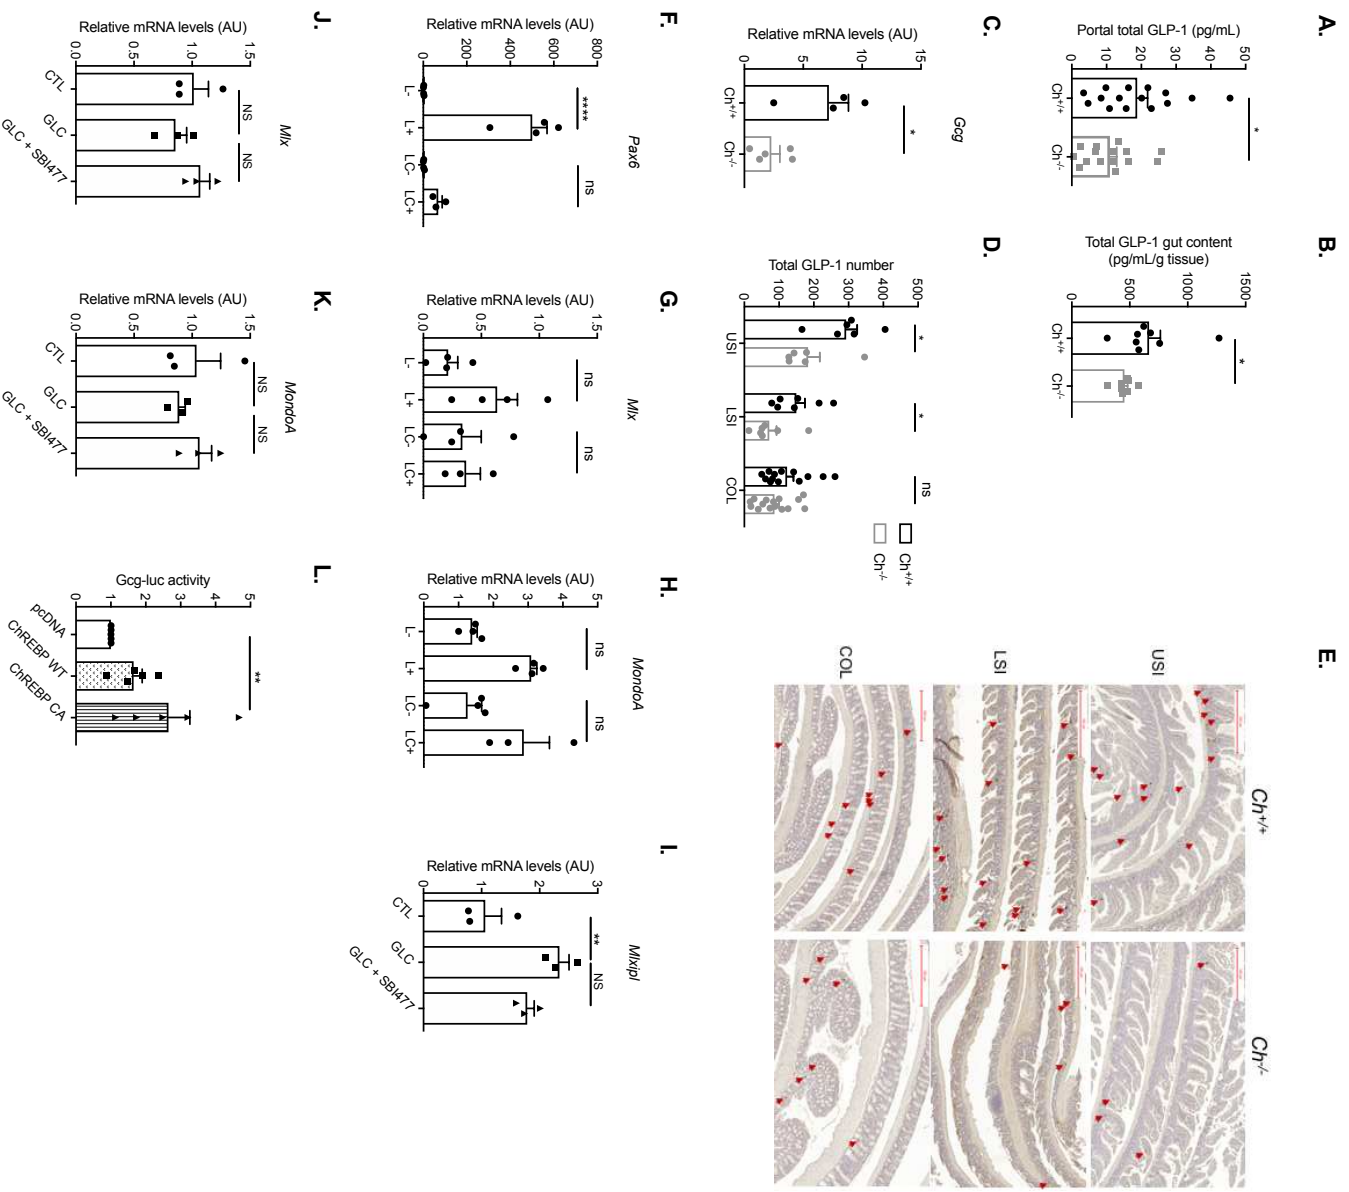 A.
Portal total GLP-1 (pg/mL)
50
40
30
20
10
0
*
Ch+/+
Ch-/-
B.
Total GLP-1 gut content
(pg/mL/g tissue)
1500
1000
500
0
*
Ch+/+
Ch-/-
C.
Gcg
Relative mRNA levels (AU)
15
10
5
0
*
Ch+/+
Ch-/-
D.
Total GLP-1 number
500
400
300
200
100
0
*
*
ns
USI
LSI
COL
Ch+/+
Ch-/-
E.
Ch+/+
Ch-/-
USI
LSI
COL
F.
Pax6
Relative mRNA levels (AU)
800
600
400
200
0
****
ns
L-
L+
LC-
LC+
G.
Mlx
Relative mRNA levels (AU)
1.5
1.0
0.5
0.0
ns
ns
L-
L+
LC-
LC+
H.
MondoA
Relative mRNA levels (AU)
5
4
3
2
1
0
ns
ns
L-
L+
LC-
LC+
I.
Mlxipl
Relative mRNA levels (AU)
3
2
1
0
**
NS
CTL
GLC
GLC + SBI477
J.
Mlx
Relative mRNA levels (AU)
1.5
1.0
0.5
0.0
NS
NS
CTL
GLC
GLC + SBI477
K.
MondoA
Relative mRNA levels (AU)
1.5
1.0
0.5
0.0
NS
NS
CTL
GLC
GLC + SBI477
L.
Gcg-luc activity
5
4
3
2
1
0
**
pcDNA
ChREBP WT
ChREBP CA